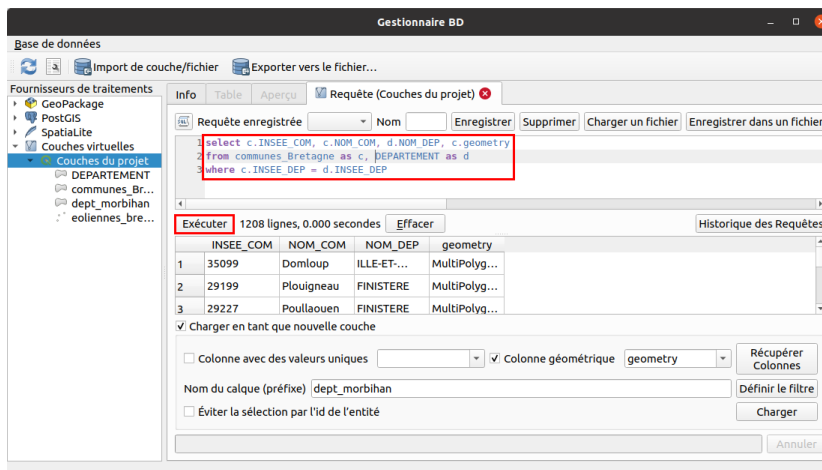 Gestionnaire BD
Base de données
Import de couche/fichier Exporter vers le fichier...
Fournisseurs de traitements
GeoPackage
PostGIS
SpatiaLite
Couches virtuelles
Couches du projet
DEPARTEMENT
communes_Br...
dept_morbihan
eoliennes_bre...
Info Table Aperçu Requête (Couches du projet)
Requête enregistrée Nom Enregistrer Supprimer Charger un fichier Enregistrer dans un fichier
1 select c.INSEE_COM, c.NOM_COM, d.NOM_DEP, c.geometry
2 from communes_Bretagne as c, DEPARTEMENT as d
3 where c.INSEE_DEP = d.INSEE_DEP
Exécuter 1208 lignes, 0.000 secondes Effacer Historique des Requêtes
INSEE_COM NOM_COM NOM_DEP geometry
1 35099 Domloup ILLE-ET-... MultiPolyg...
2 29199 Plouigneau FINISTERE MultiPolyg...
3 29227 Poullaouen FINISTERE MultiPolyg...
Charger en tant que nouvelle couche
Colonne avec des valeurs uniques Colonne géométrique geometry Récupérer Colonnes
Nom du calque (préfixe) dept_morbihan Définir le filtre
Éviter la sélection par l'id de l'entité Charger
Annuler